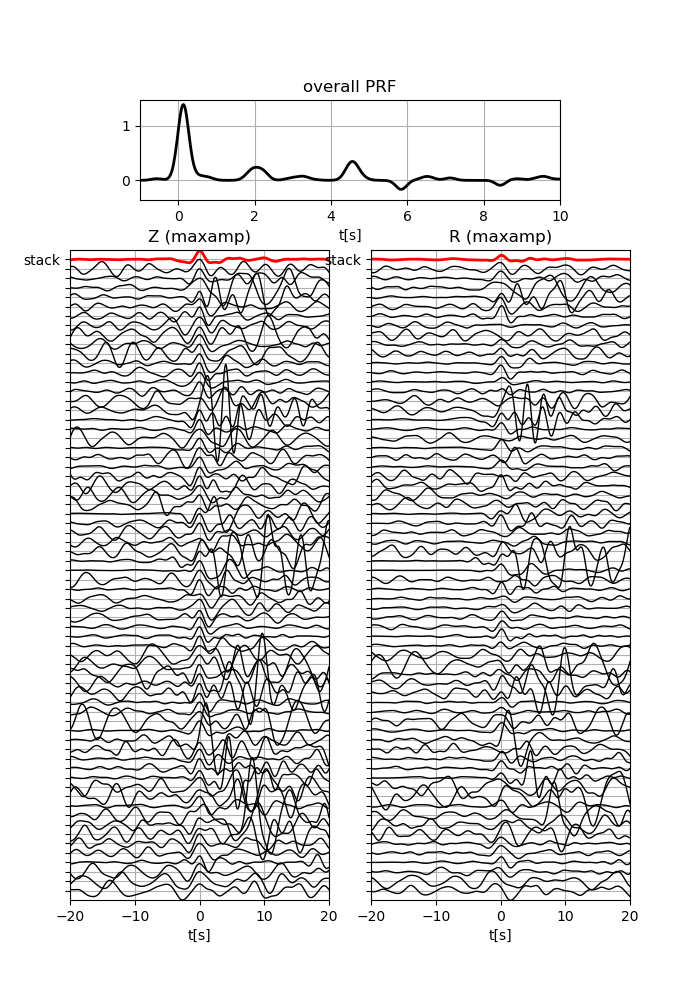 overall PRF
1
0
0 2 4 6 8 10
t[s]
Z (maxamp) R (maxamp)
stack stack
−20 −10 0 10 20 −20 −10 0 10 20
t[s] t[s]